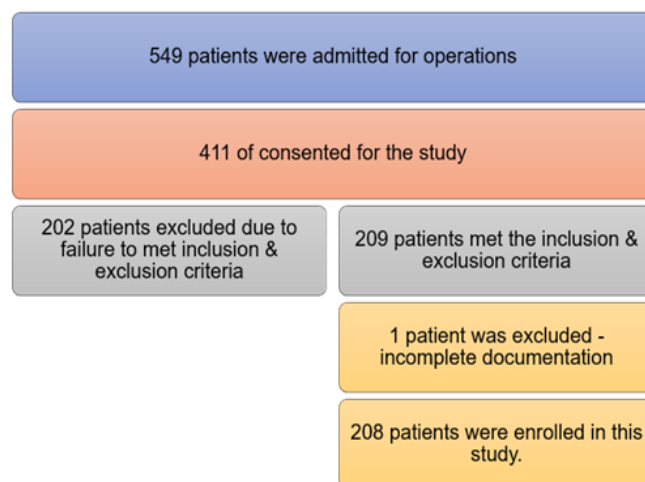 549 patients were admitted for operations
411 of consented for the study
202 patients excluded due to
failure to met inclusion &
exclusion criteria
209 patients met the inclusion &
exclusion criteria
1 patient was excluded -
incomplete documentation
208 patients were enrolled in this
study.